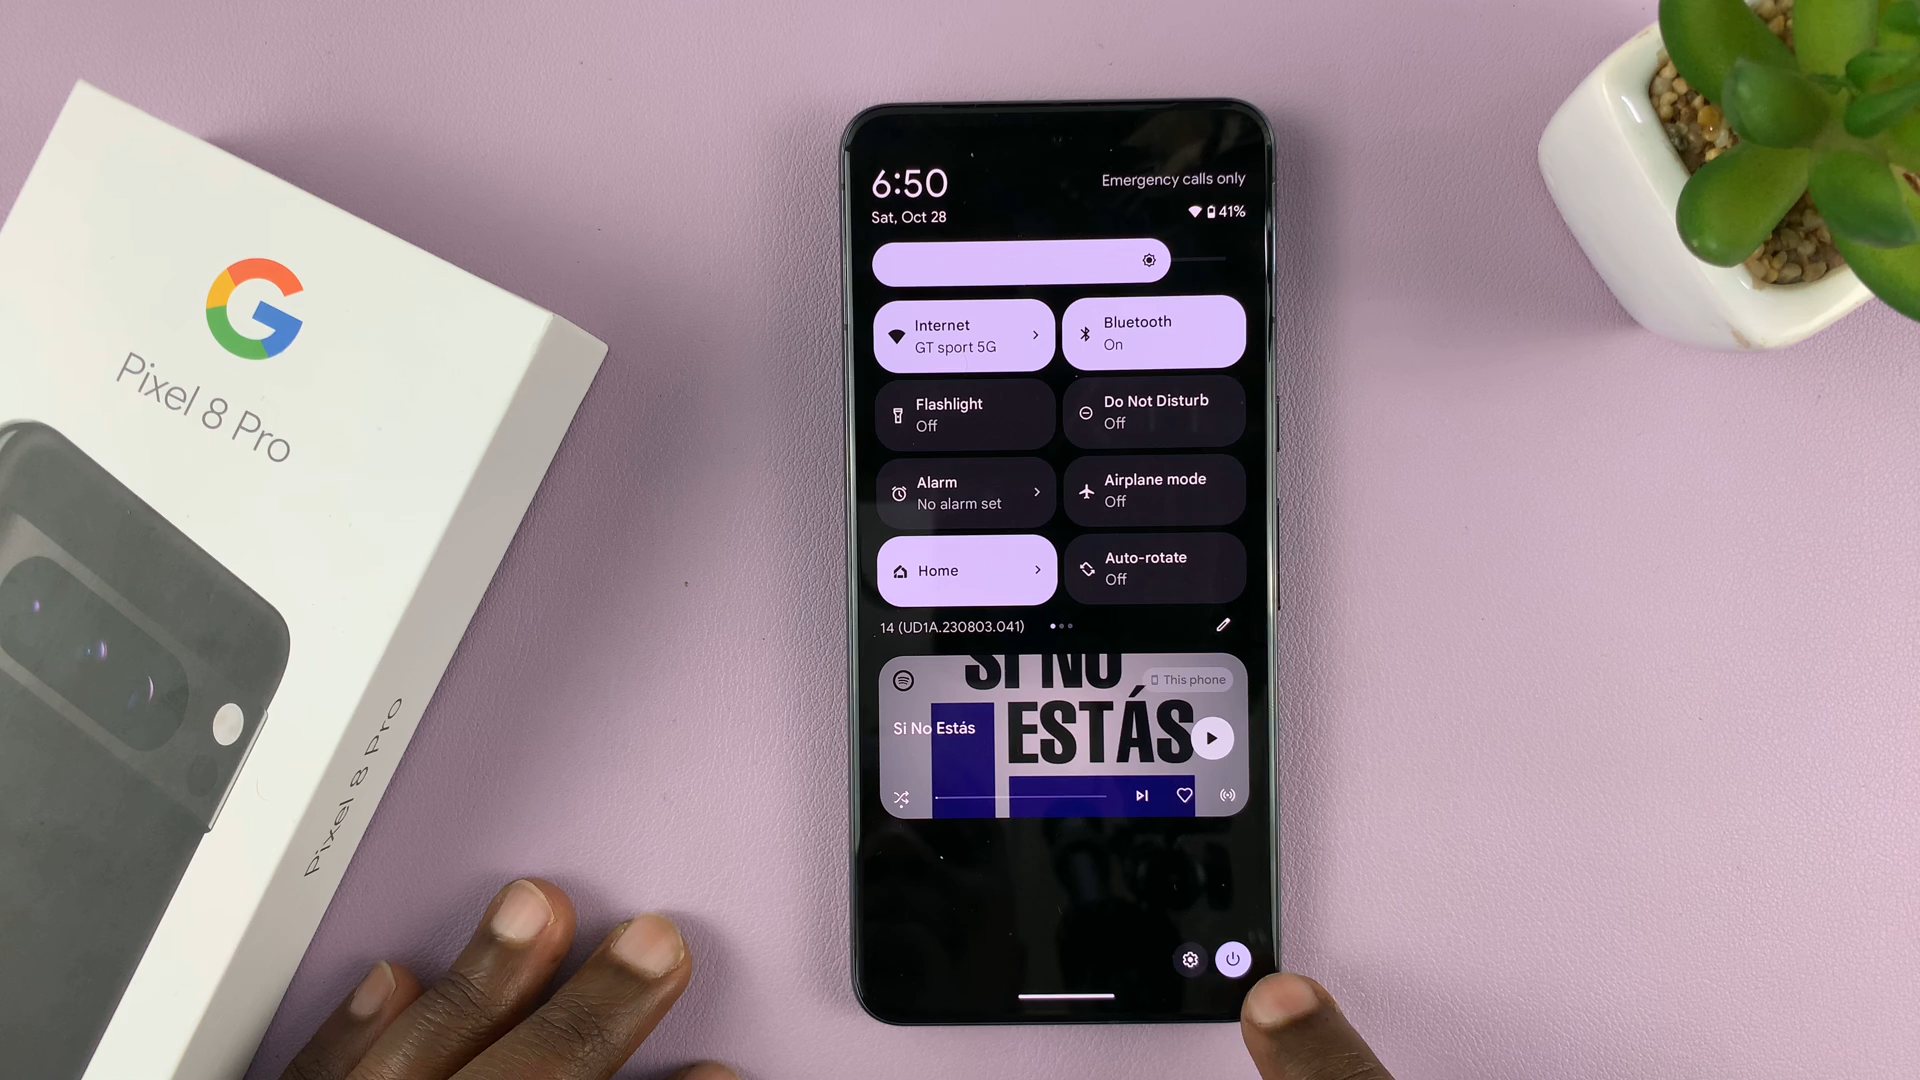 Pixel 8 Pro
Pixel 8 Pro
6:50
Emergency calls only
Sat, Oct 28
41%
Internet
GT sport 5G
Bluetooth
On
Flashlight
Off
Do Not Disturb
Off
Alarm
No alarm set
Airplane mode
Off
Home
Auto-rotate
Off
14 (UD1A.230803.041)
SI NO
This phone
ESTÁS
Si No Estás